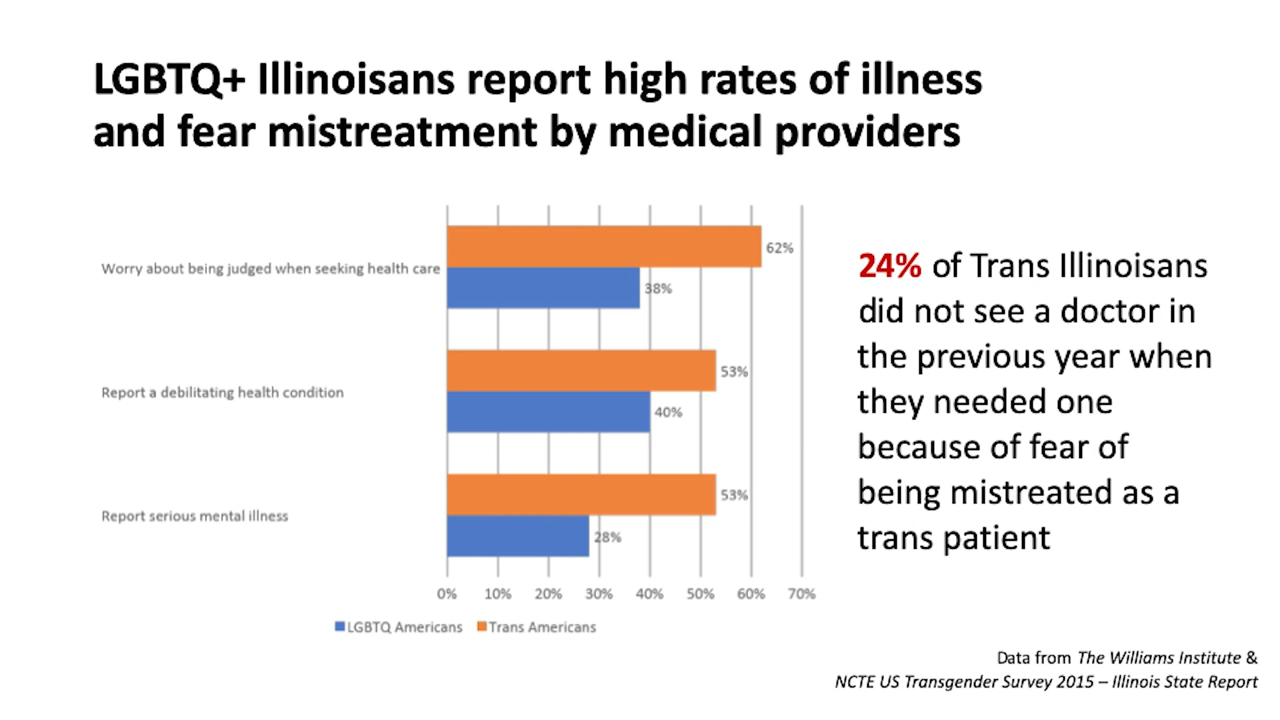 LGBTQ+ Illinoisans report high rates of illness
and fear mistreatment by medical providers
Worry about being judged when seeking health care
62%
38%
Report a debilitating health condition
53%
40%
Report serious mental illness
53%
28%
0% 10% 20% 30% 40% 50% 60% 70%
LGBTQ Americans Trans Americans
24% of Trans Illinoisans
did not see a doctor in
the previous year when
they needed one
because of fear of
being mistreated as a
trans patient
Data from The Williams Institute &
NCTE US Transgender Survey 2015 – Illinois State Report